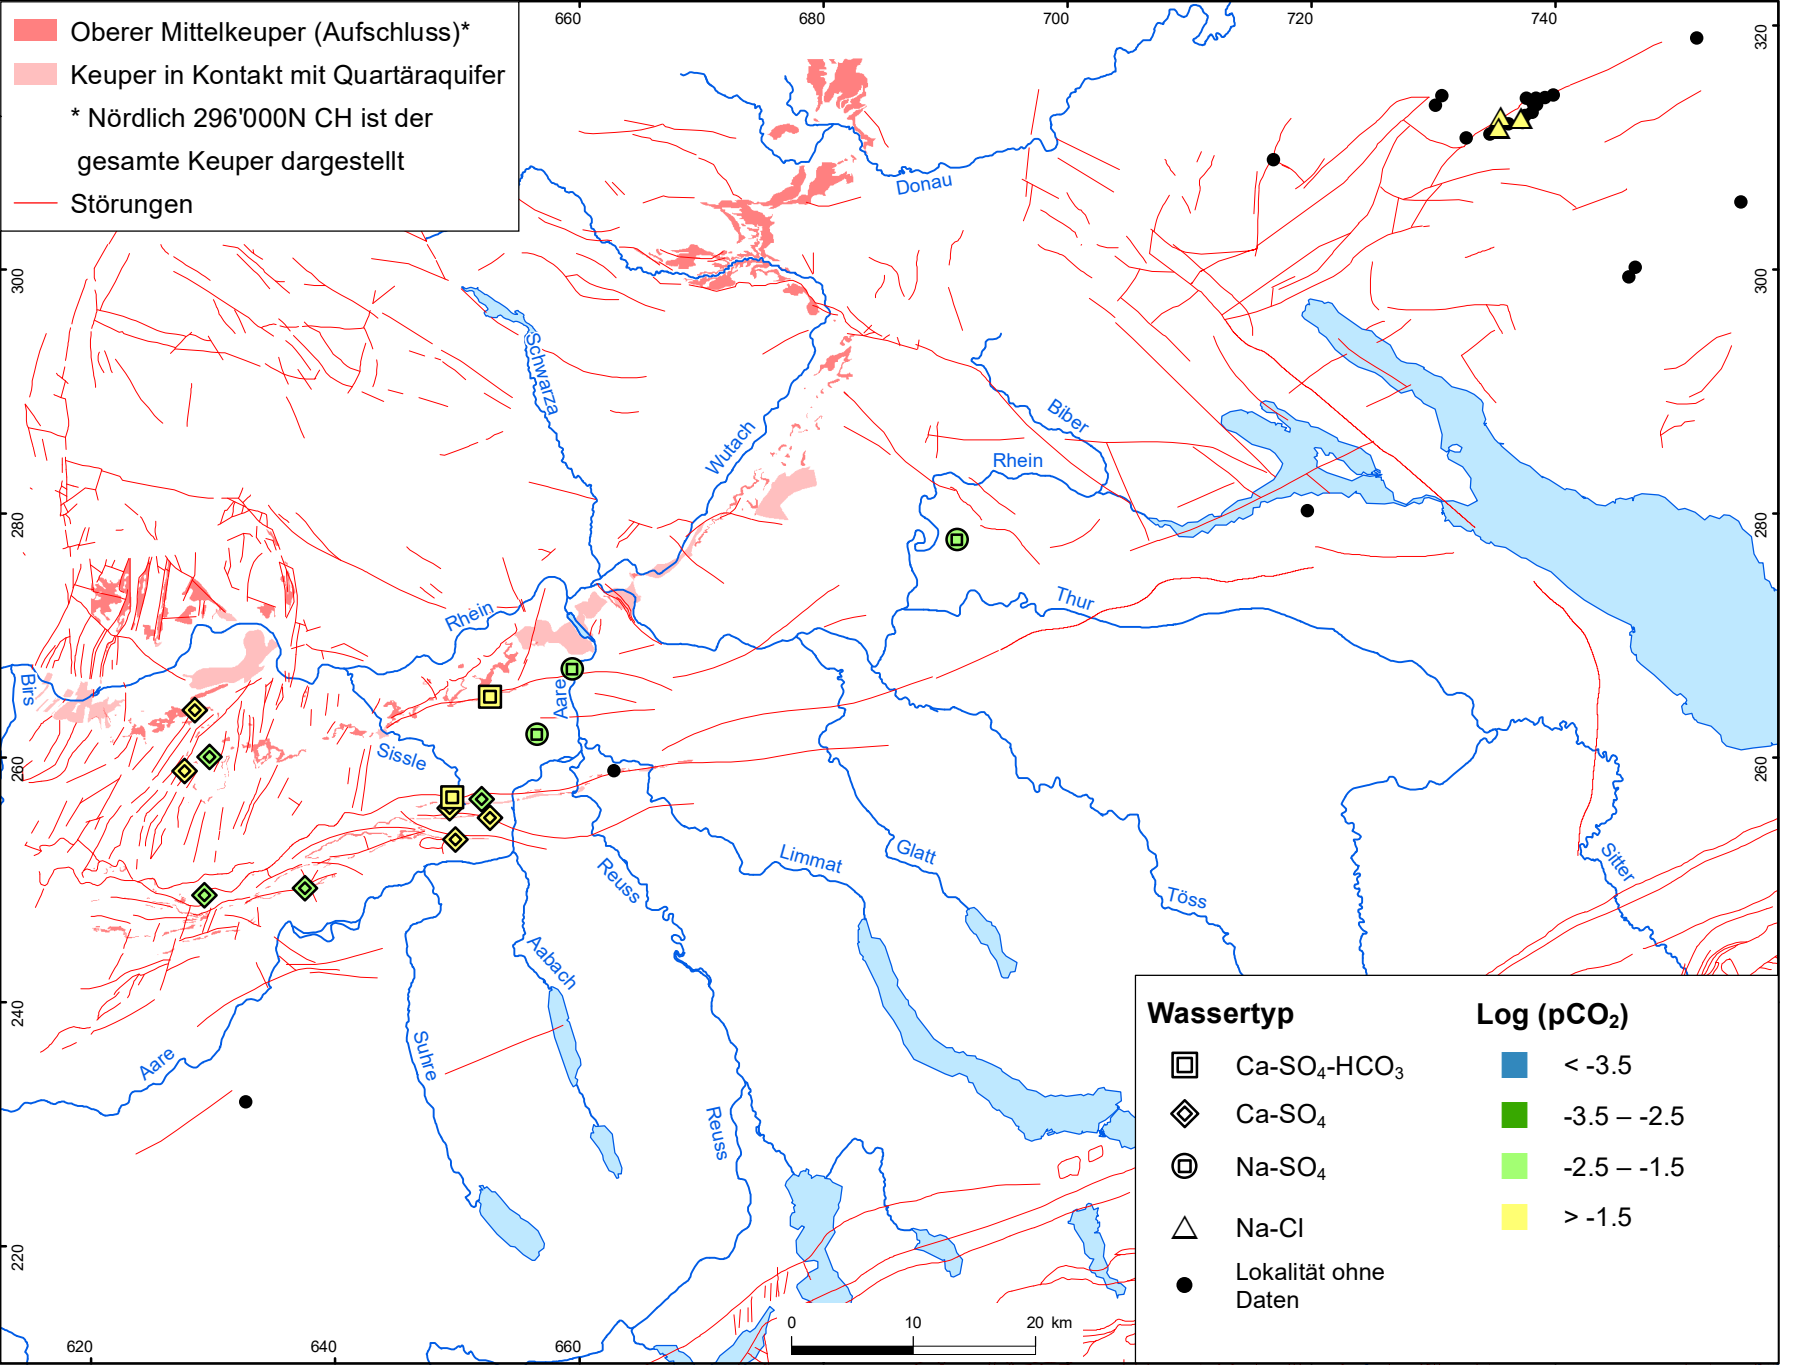 660
680
700
720
740
Oberer Mittelkeuper (Aufschluss)*
Keuper in Kontakt mit Quartäraquifer
* Nördlich 296'000N CH ist der
gesamte Keuper dargestellt
Störungen
320
Donau
300
300
Schwarza
Wutach
Biber
Rhein
280
280
Rhein
Thur
Birs
Aare
Sissle
260
260
Limmat
Glatt
Reuss
Töss
Sitter
Aabach
240
Aare
Suhre
Reuss
220
Wassertyp
Ca-SO₄-HCO₃
Ca-SO₄
Na-SO₄
Na-Cl
Lokalität ohne
Daten
Log (pCO₂)
< -3.5
-3.5 – -2.5
-2.5 – -1.5
> -1.5
0 10 20 km
620
640
660